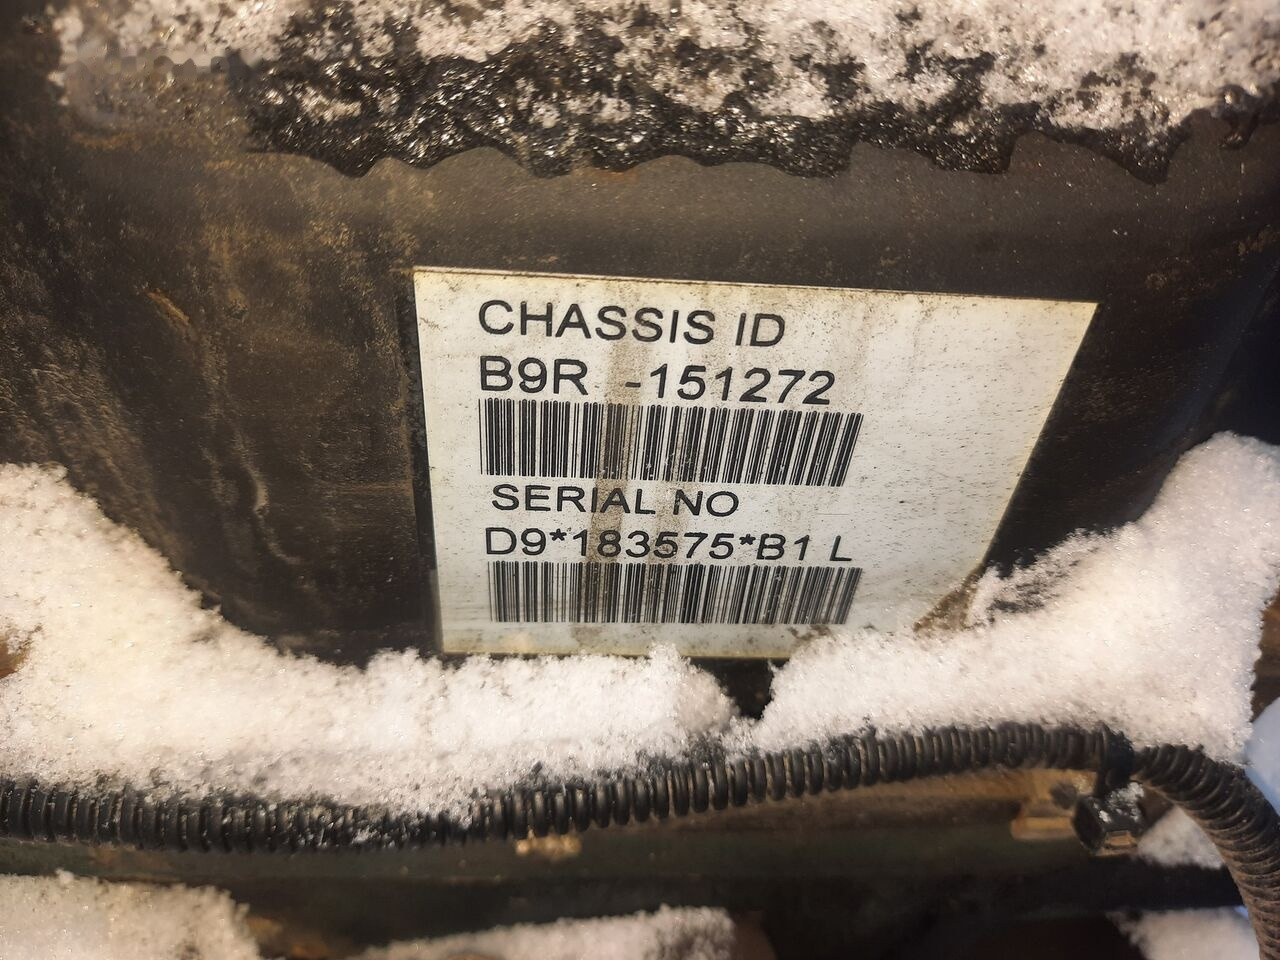 CHASSIS ID
B9R -151272
SERIAL NO
D9*183575*B1 L